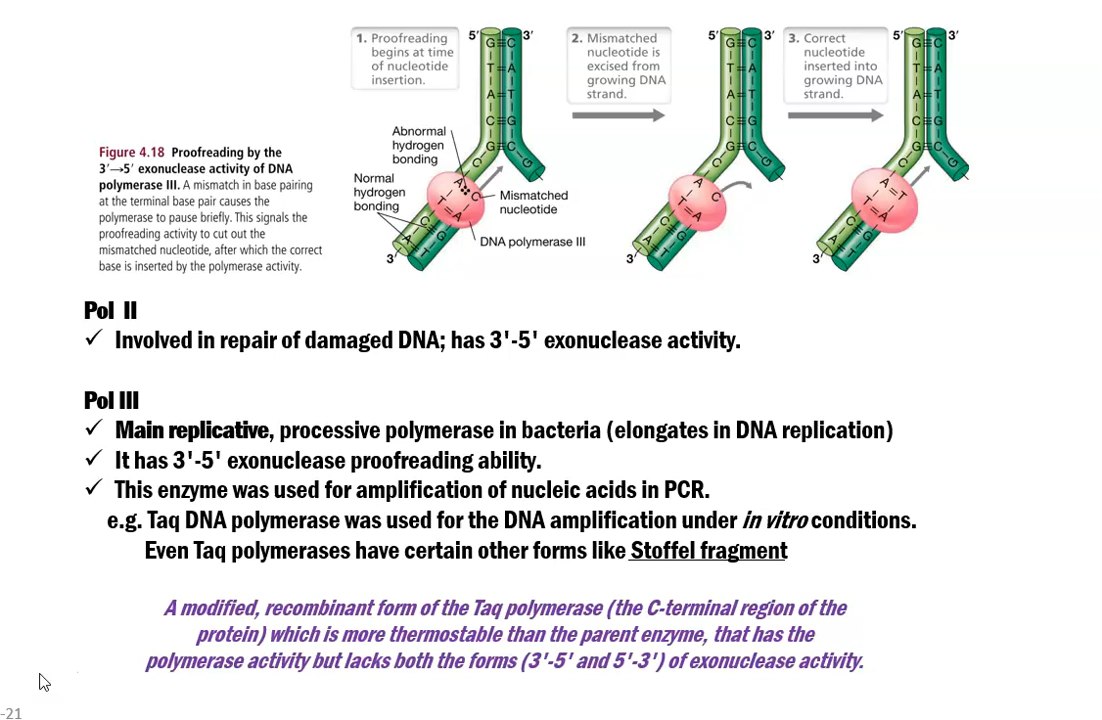 1. Proofreading
begins at time
of nucleotide
insertion.
5′ 3′
G≡C
T=A
A=T
C≡G
G≡C
C G
Abnormal
hydrogen
bonding
Normal
hydrogen
bonding
A C
T=A
C≡G
A=T
3′
Mismatched
nucleotide
DNA polymerase III
2. Mismatched
nucleotide is
excised from
growing DNA
strand.
5′ 3′
G≡C
T=A
A=T
C≡G
G≡C
C G
A C
T=A
C≡G
A=T
3′
3. Correct
nucleotide
inserted into
growing DNA
strand.
5′ 3′
G≡C
T=A
A=T
C≡G
G≡C
C G
A=T
T=A
C≡G
A=T
3′
Figure 4.18 Proofreading by the
3′→5′ exonuclease activity of DNA
polymerase III. A mismatch in base pairing
at the terminal base pair causes the
polymerase to pause briefly. This signals the
proofreading activity to cut out the
mismatched nucleotide, after which the correct
base is inserted by the polymerase activity.
Pol II
✓ Involved in repair of damaged DNA; has 3'-5' exonuclease activity.
Pol III
✓ Main replicative, processive polymerase in bacteria (elongates in DNA replication)
✓ It has 3'-5' exonuclease proofreading ability.
✓ This enzyme was used for amplification of nucleic acids in PCR.
e.g. Taq DNA polymerase was used for the DNA amplification under in vitro conditions.
Even Taq polymerases have certain other forms like Stoffel fragment
A modified, recombinant form of the Taq polymerase (the C-terminal region of the
protein) which is more thermostable than the parent enzyme, that has the
polymerase activity but lacks both the forms (3'-5' and 5'-3') of exonuclease activity.
-21